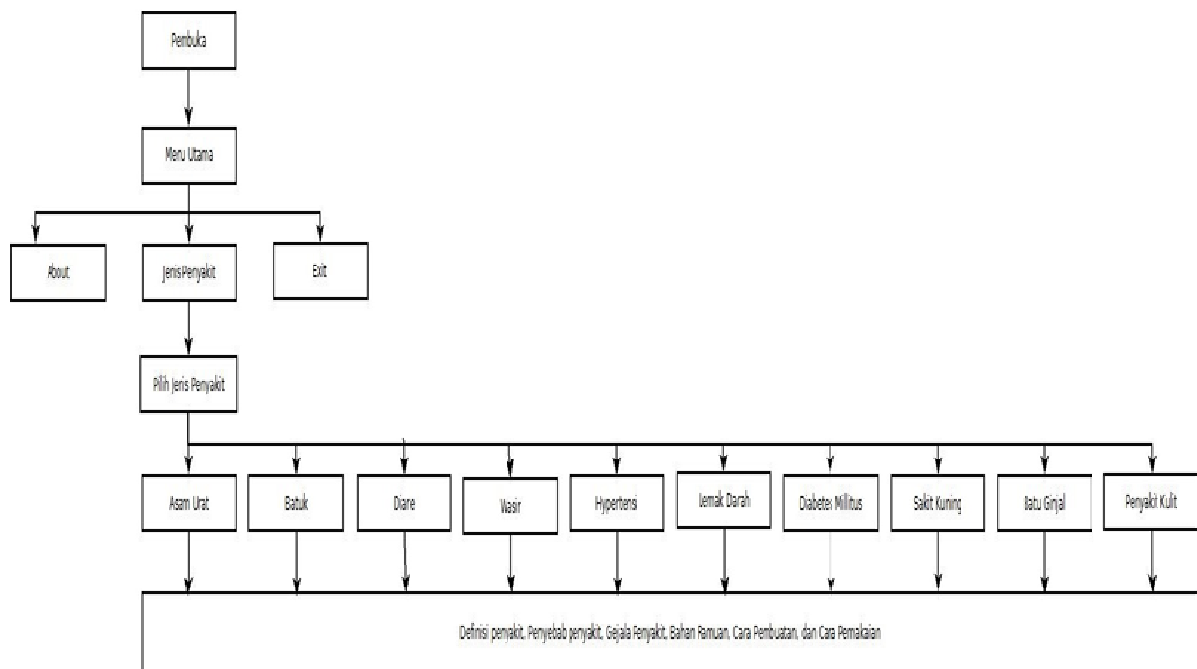 Pembuka
Menu Utama
About
Jenis Penyakit
Exit
Pilih Jenis Penyakit
Asam Urat
Batuk
Diare
Wasir
Hypertensi
Lemak Darah
Diabetes Millitus
Sakit Kuning
Batu Ginjal
Penyakit Kulit
Definisi penyakit, Penyebab penyakit, Gejala Penyakit, Bahan Ramuan, Cara Pembuatan, dan Cara Pemakaian